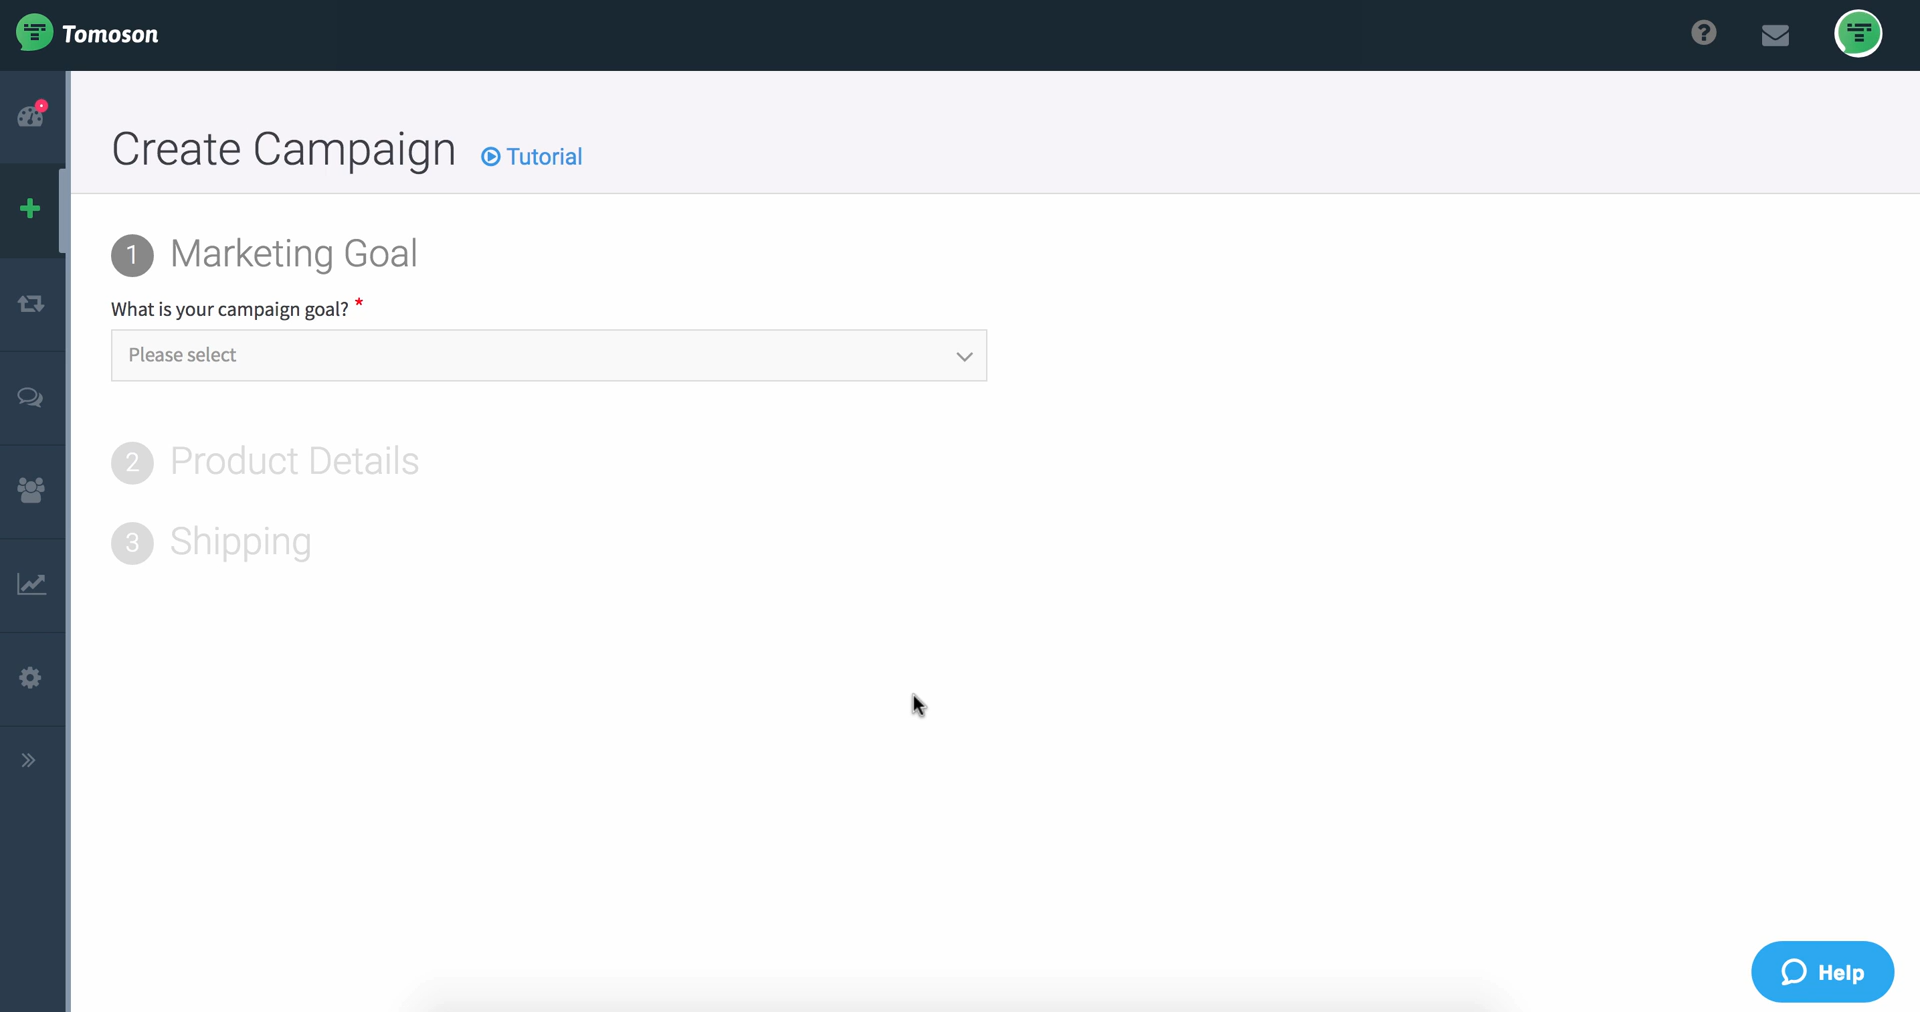 Tomoson
Create Campaign Tutorial
1 Marketing Goal
What is your campaign goal? *
Please select
2 Product Details
3 Shipping
Help